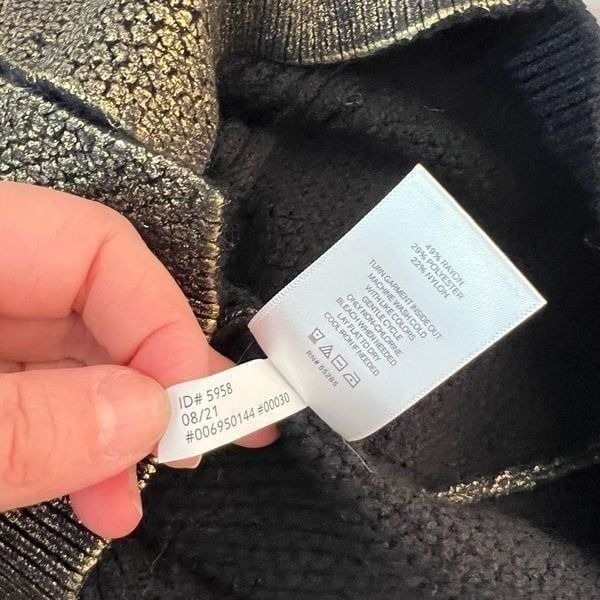 49% RAYON
29% POLYESTER
22% NYLON
TURN GARMENT INSIDE OUT
MACHINE WASH COLD
WITH LIKE COLORS
GENTLE CYCLE
ONLY NON-CHLORINE
BLEACH WHEN NEEDED
LAY FLAT TO DRY
COOL IRON IF NEEDED
RN# 55285
ID# 5958
08/21
#006950144 #00030